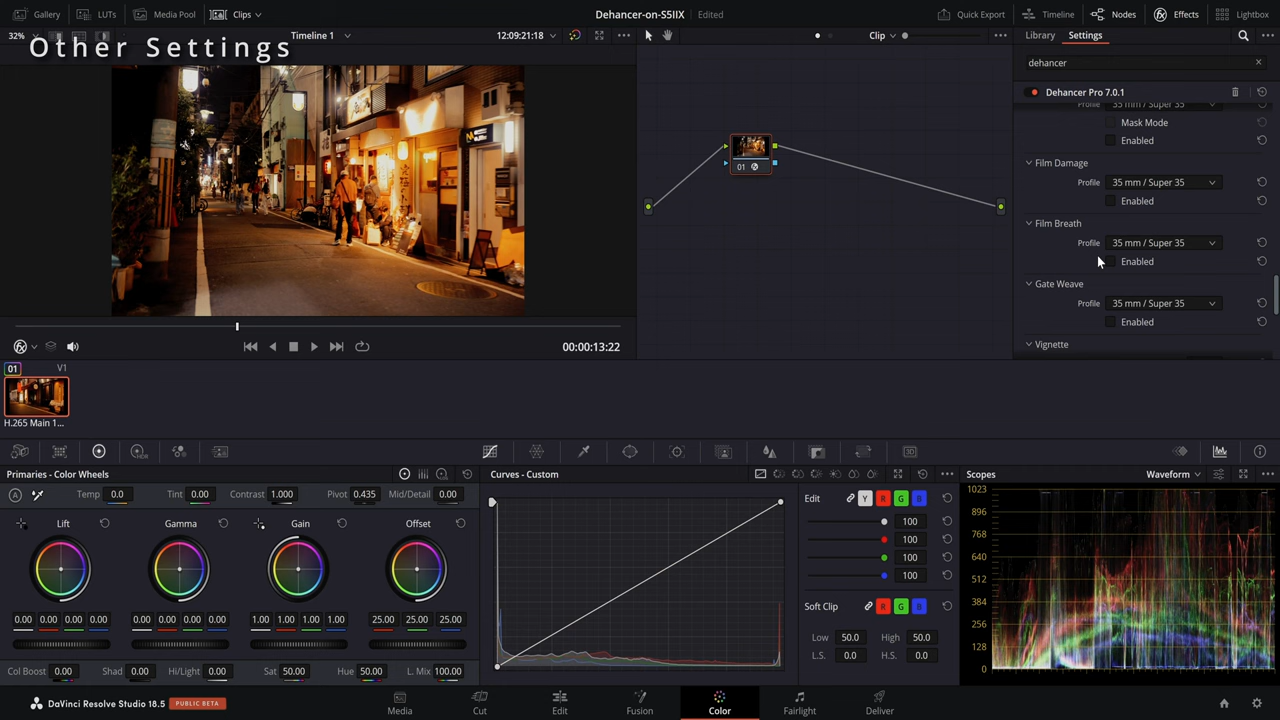 Gallery LUTs Media Pool Clips Dehancer-on-S5IIX Edited Quick Export Timeline Nodes Effects Lightbox
32% Timeline 1 12:09:21:18 Clip Library Settings
Other Settings
dehancer
Dehancer Pro 7.0.1
Profile 35 mm / Super 35
Mask Mode
Enabled
Film Damage
Profile 35 mm / Super 35
Enabled
Film Breath
Profile 35 mm / Super 35
Enabled
Gate Weave
Profile 35 mm / Super 35
Enabled
Vignette
01
00:00:13:22
01 V1
H.265 Main 1...
Primaries - Color Wheels
Temp 0.0 Tint 0.00 Contrast 1.000 Pivot 0.435 Mid/Detail 0.00
Lift Gamma Gain Offset
0.00 0.00 0.00 0.00 0.00 0.00 0.00 0.00 1.00 1.00 1.00 1.00 25.00 25.00 25.00
Col Boost 0.00 Shad 0.00 Hi/Light 0.00 Sat 50.00 Hue 50.00 L. Mix 100.00
Curves - Custom
Edit Y R G B
100
100
100
100
Soft Clip R G B
Low 50.0 High 50.0
L.S. 0.0 H.S. 0.0
Scopes Waveform
1023
896
768
640
512
384
256
128
0
DaVinci Resolve Studio 18.5 PUBLIC BETA
Media Cut Edit Fusion Color Fairlight Deliver